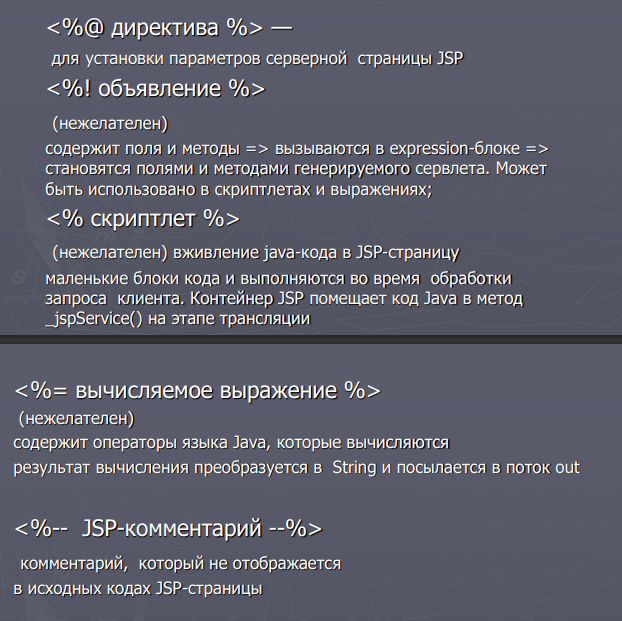 <%@ директива %> —
для установки параметров серверной страницы JSP
<%! объявление %>
(нежелателен)
содержит поля и методы => вызываются в expression-блоке =>
становятся полями и методами генерируемого сервлета. Может
быть использовано в скриптлетах и выражениях;
<% скриптлет %>
(нежелателен) вживление java-кода в JSP-страницу
маленькие блоки кода и выполняются во время обработки
запроса клиента. Контейнер JSP помещает код Java в метод
_jspService() на этапе трансляции
<%= вычисляемое выражение %>
(нежелателен)
содержит операторы языка Java, которые вычисляются
результат вычисления преобразуется в String и посылается в поток out
<%-- JSP-комментарий --%>
комментарий, который не отображается
в исходных кодах JSP-страницы